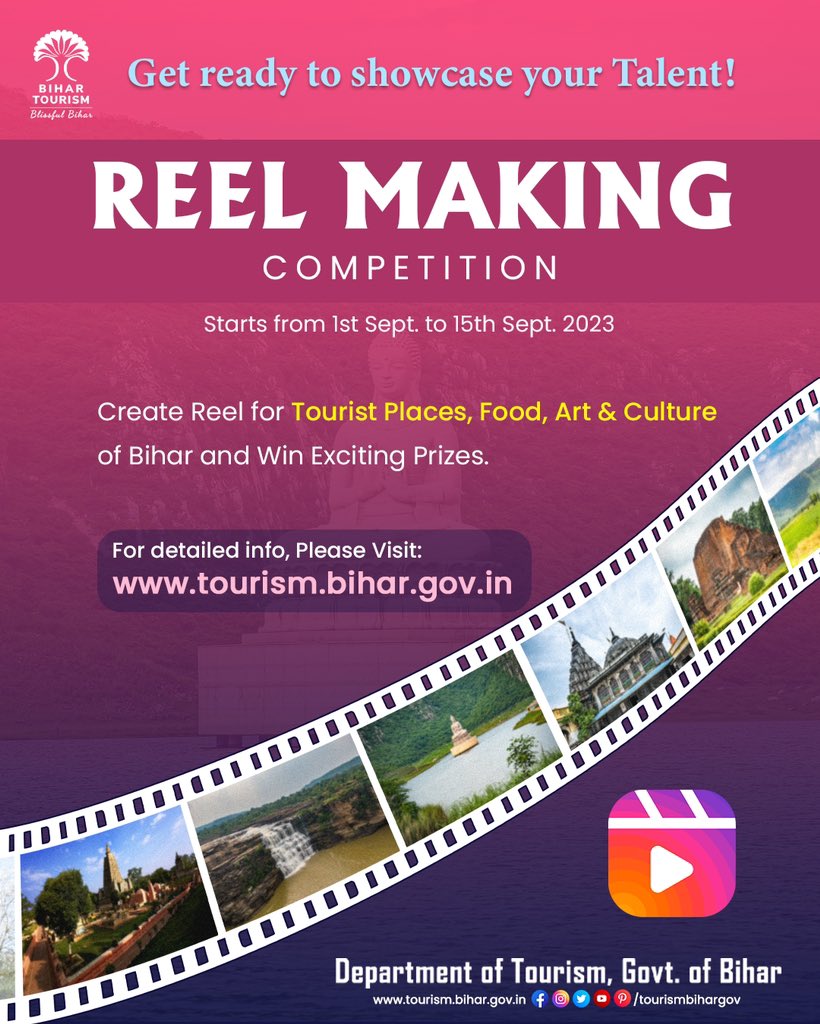 BIHAR
TOURISM
Blissful Bihar
Get ready to showcase your Talent!
REEL MAKING
COMPETITION
Starts from 1st Sept. to 15th Sept. 2023
Create Reel for Tourist Places, Food, Art & Culture
of Bihar and Win Exciting Prizes.
For detailed info, Please Visit:
www.tourism.bihar.gov.in
Department of Tourism, Govt. of Bihar
www.tourism.bihar.gov.in /tourismbihargov